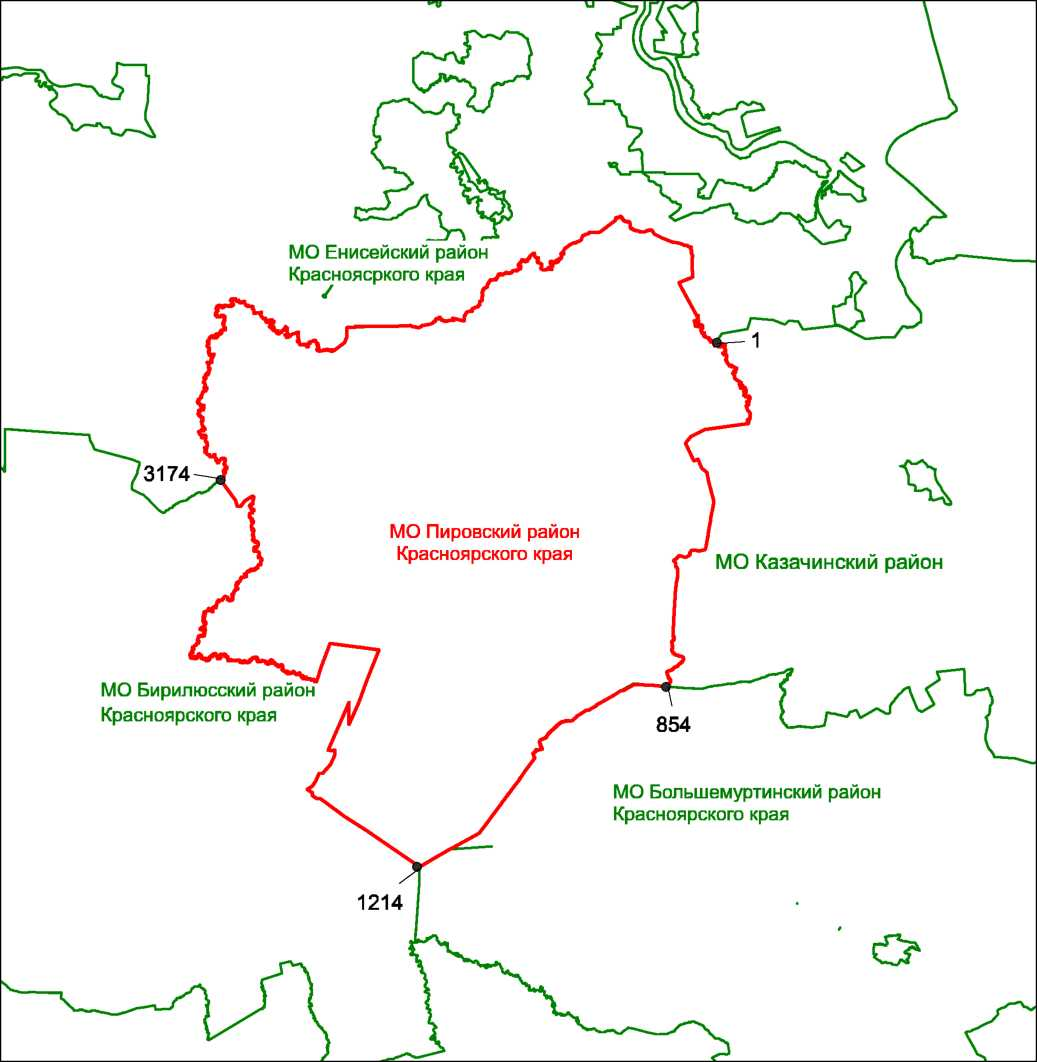 МО Енисейский район
Красноясркого края
1
3174
МО Пировский район
Красноярского края
МО Казачинский район
МО Бирилюсский район
Красноярского края
854
МО Большемуртинский район
Красноярского края
1214